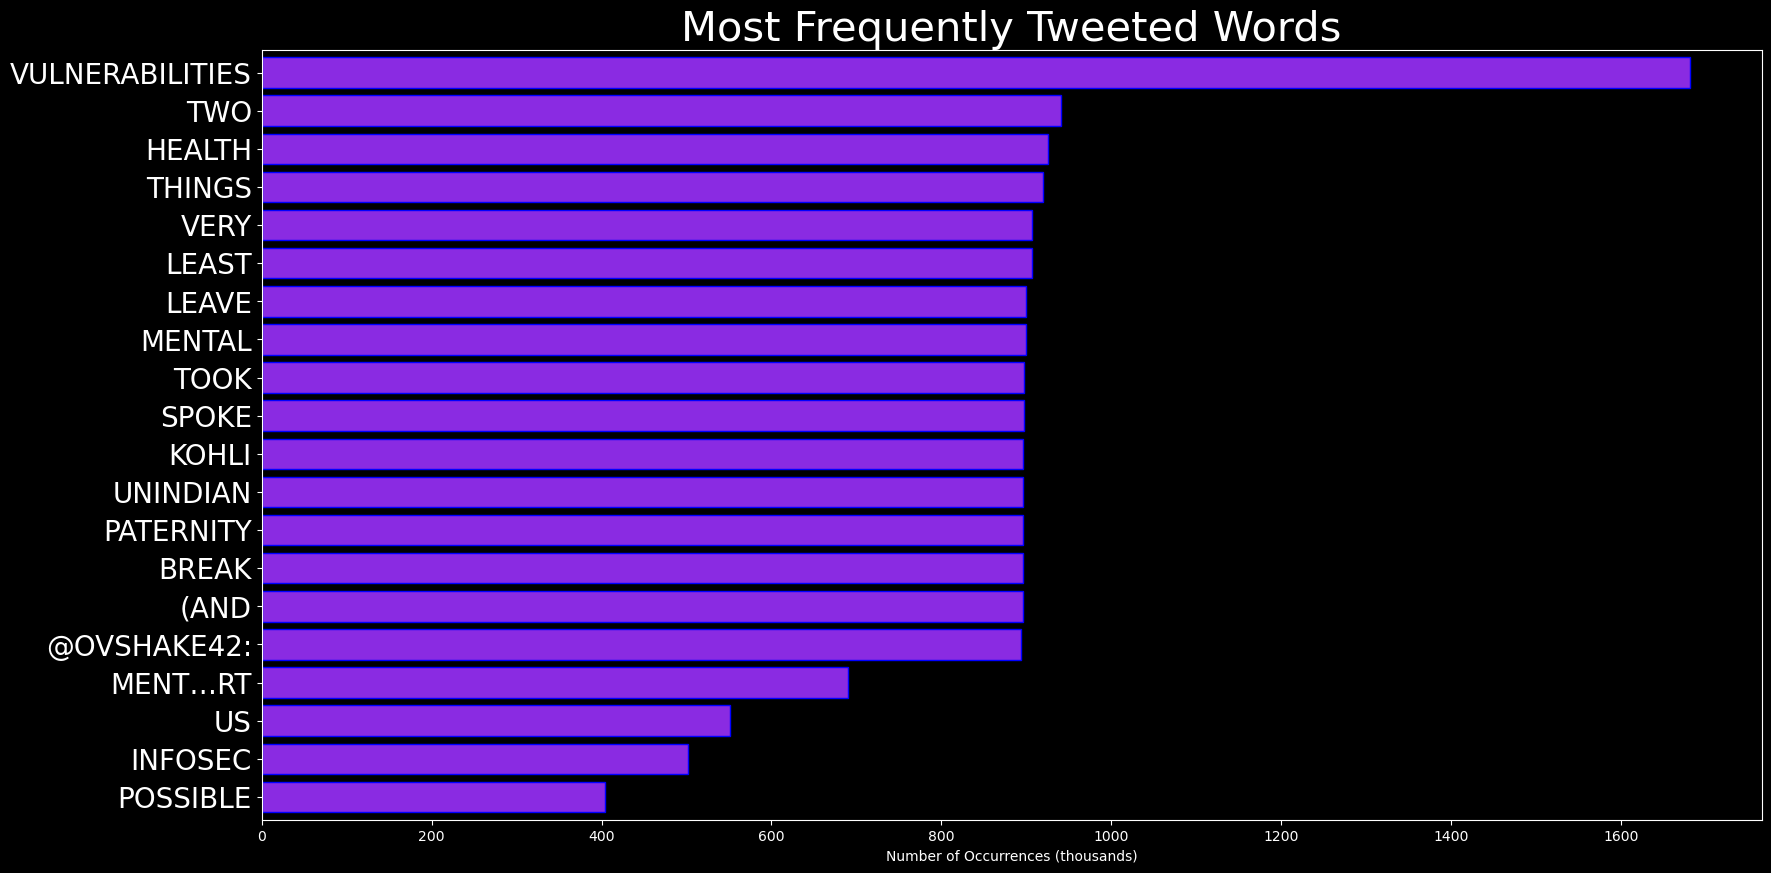 Most Frequently Tweeted Words
VULNERABILITIES
TWO
HEALTH
THINGS
VERY
LEAST
LEAVE
MENTAL
TOOK
SPOKE
KOHLI
UNINDIAN
PATERNITY
BREAK
(AND
@OVSHAKE42:
MENT…RT
US
INFOSEC
POSSIBLE
0 200 400 600 800 1000 1200 1400 1600
Number of Occurrences (thousands)